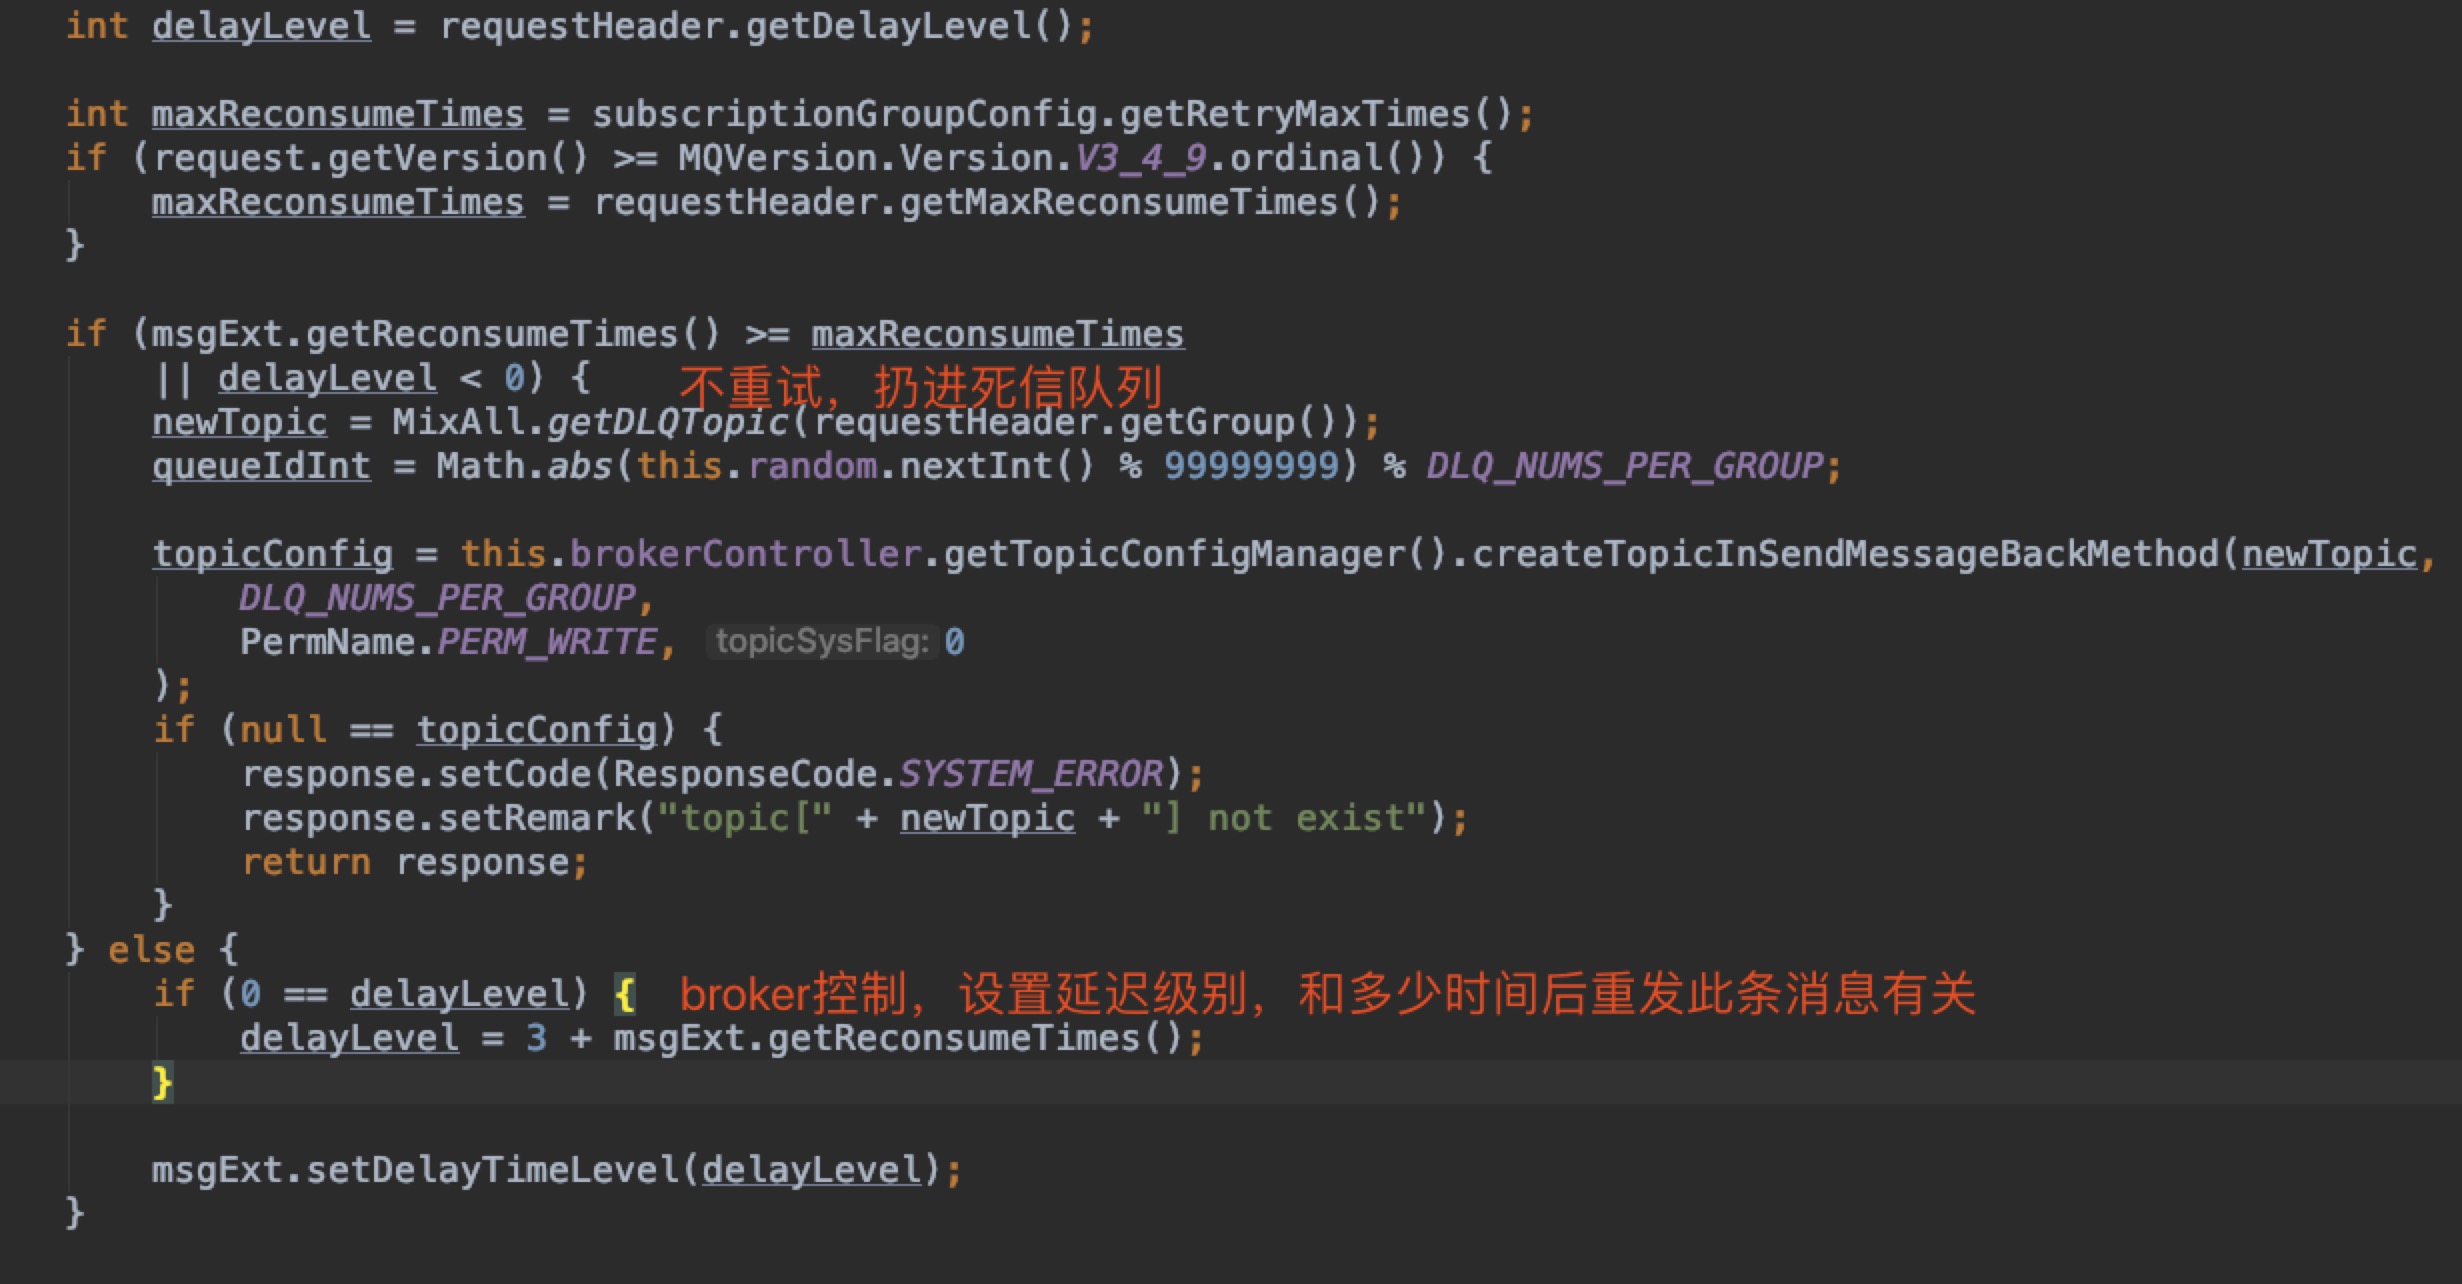 int delayLevel = requestHeader.getDelayLevel();
int maxReconsumeTimes = subscriptionGroupConfig.getRetryMaxTimes();
if (request.getVersion() >= MQVersion.Version.V3_4_9.ordinal()) {
maxReconsumeTimes = requestHeader.getMaxReconsumeTimes();
}
if (msgExt.getReconsumeTimes() >= maxReconsumeTimes
|| delayLevel < 0) { 不重试，扔进死信队列
newTopic = MixAll.getDLQTopic(requestHeader.getGroup());
queueIdInt = Math.abs(this.random.nextInt() % 99999999) % DLQ_NUMS_PER_GROUP;
topicConfig = this.brokerController.getTopicConfigManager().createTopicInSendMessageBackMethod(newTopic,
DLQ_NUMS_PER_GROUP,
PermName.PERM_WRITE, topicSysFlag: 0
);
if (null == topicConfig) {
response.setCode(ResponseCode.SYSTEM_ERROR);
response.setRemark("topic[" + newTopic + "] not exist");
return response;
}
} else {
if (0 == delayLevel) { broker控制，设置延迟级别，和多少时间后重发此条消息有关
delayLevel = 3 + msgExt.getReconsumeTimes();
}
msgExt.setDelayTimeLevel(delayLevel);
}